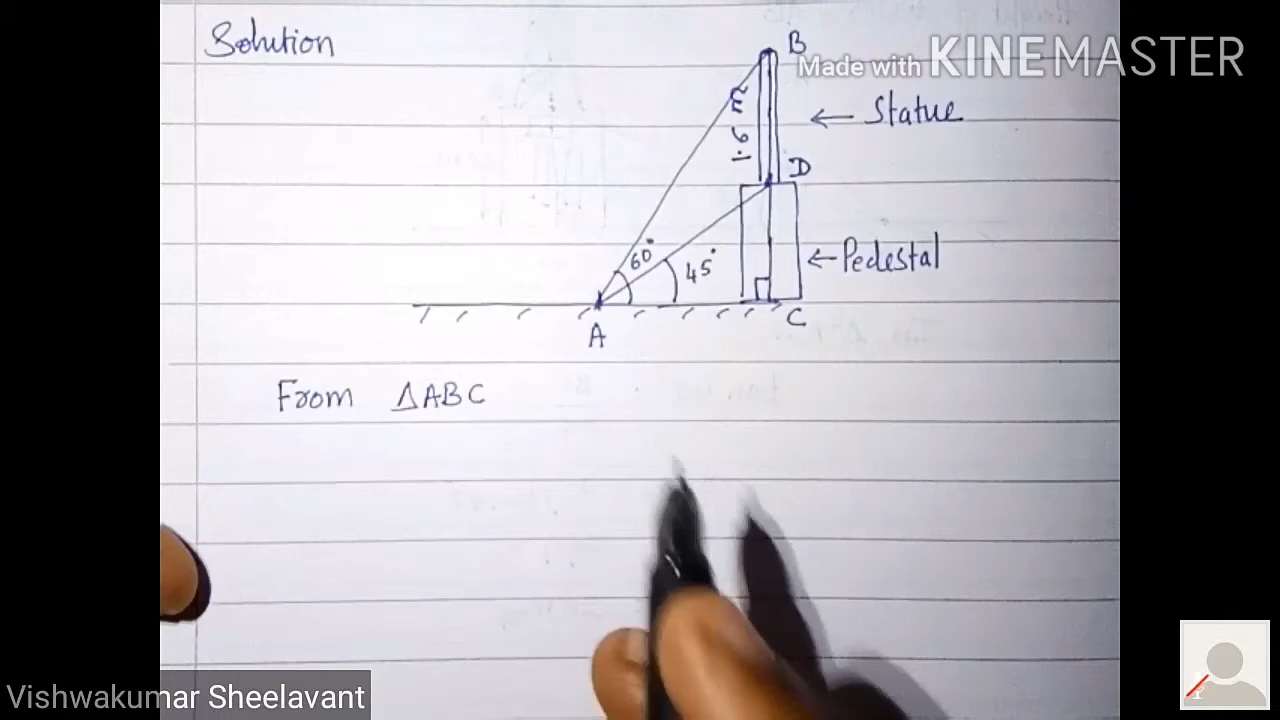 Solution
B
Made with KINEMASTER
← Statue
1.6 m
D
60°
45°
← Pedestal
A
C
From ΔABC
Vishwakumar Sheelavant